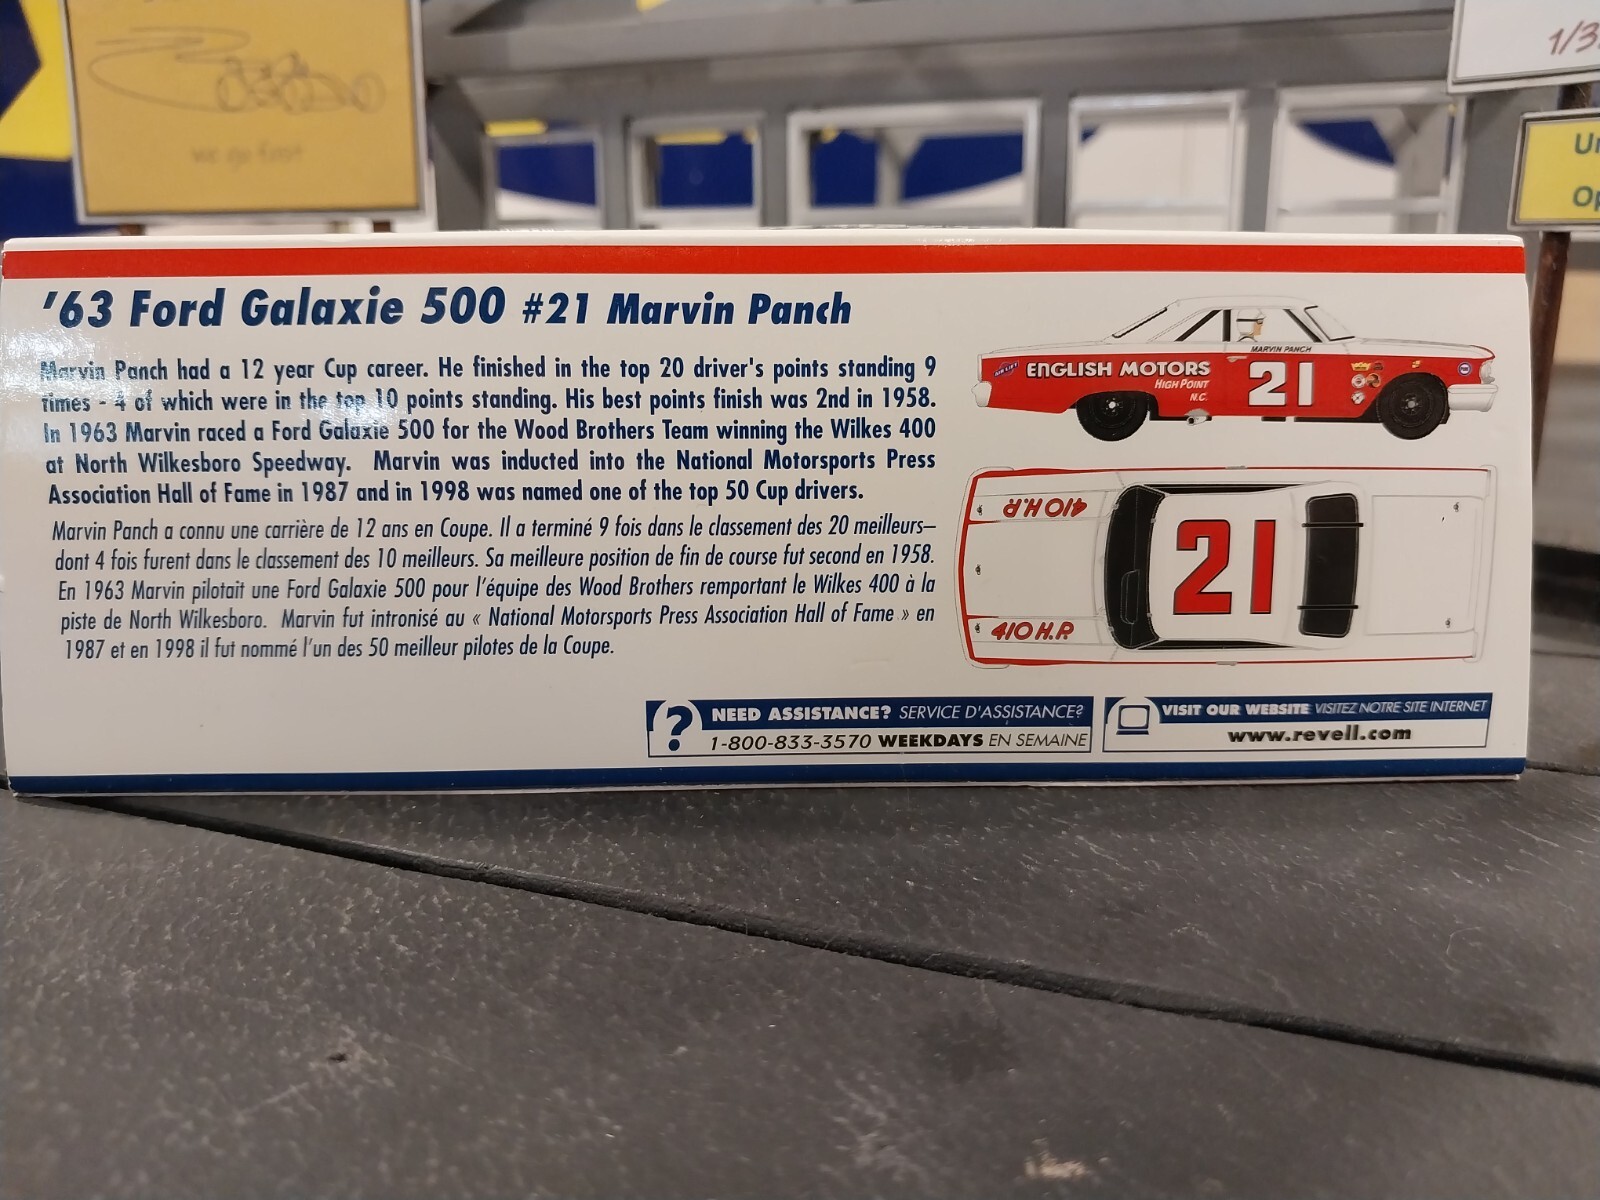 we go fast
1/3
Un
Op
'63 Ford Galaxie 500 #21 Marvin Panch
Marvin Panch had a 12 year Cup career. He finished in the top 20 driver's points standing 9
times - 4 of which were in the top 10 points standing. His best points finish was 2nd in 1958.
In 1963 Marvin raced a Ford Galaxie 500 for the Wood Brothers Team winning the Wilkes 400
at North Wilkesboro Speedway. Marvin was inducted into the National Motorsports Press
Association Hall of Fame in 1987 and in 1998 was named one of the top 50 Cup drivers.
Marvin Panch a connu une carrière de 12 ans en Coupe. Il a terminé 9 fois dans le classement des 20 meilleurs—
dont 4 fois furent dans le classement des 10 meilleurs. Sa meilleure position de fin de course fut second en 1958.
En 1963 Marvin pilotait une Ford Galaxie 500 pour l'équipe des Wood Brothers remportant le Wilkes 400 à la
piste de North Wilkesboro. Marvin fut intronisé au « National Motorsports Press Association Hall of Fame » en
1987 et en 1998 il fut nommé l'un des 50 meilleur pilotes de la Coupe.
MARVIN PANCH
ENGLISH MOTORS
HIGH POINT
N.C.
21
410 H.P.
21
410 H.P.
? NEED ASSISTANCE? SERVICE D'ASSISTANCE?
1-800-833-3570 WEEKDAYS EN SEMAINE
VISIT OUR WEBSITE VISITEZ NOTRE SITE INTERNET
www.revell.com